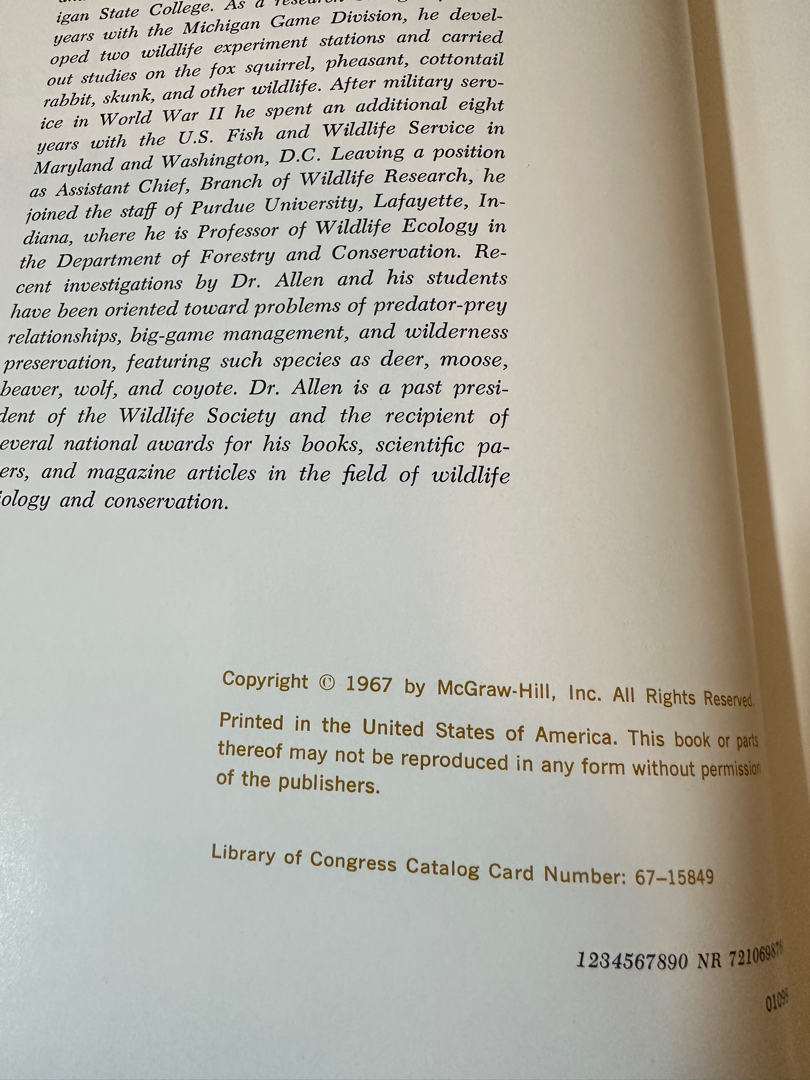 igan State College. As a
years with the Michigan Game Division, he devel-
oped two wildlife experiment stations and carried
out studies on the fox squirrel, pheasant, cottontail
rabbit, skunk, and other wildlife. After military serv-
ice in World War II he spent an additional eight
years with the U.S. Fish and Wildlife Service in
Maryland and Washington, D.C. Leaving a position
as Assistant Chief, Branch of Wildlife Research, he
joined the staff of Purdue University, Lafayette, In-
diana, where he is Professor of Wildlife Ecology in
the Department of Forestry and Conservation. Re-
cent investigations by Dr. Allen and his students
have been oriented toward problems of predator-prey
relationships, big-game management, and wilderness
preservation, featuring such species as deer, moose,
beaver, wolf, and coyote. Dr. Allen is a past presi-
dent of the Wildlife Society and the recipient of
everal national awards for his books, scientific pa-
ers, and magazine articles in the field of wildlife
iology and conservation.
Copyright © 1967 by McGraw-Hill, Inc. All Rights Reserved.
Printed in the United States of America. This book or parts
thereof may not be reproduced in any form without permission
of the publishers.
Library of Congress Catalog Card Number: 67–15849
1234567890 NR 72106987
0109